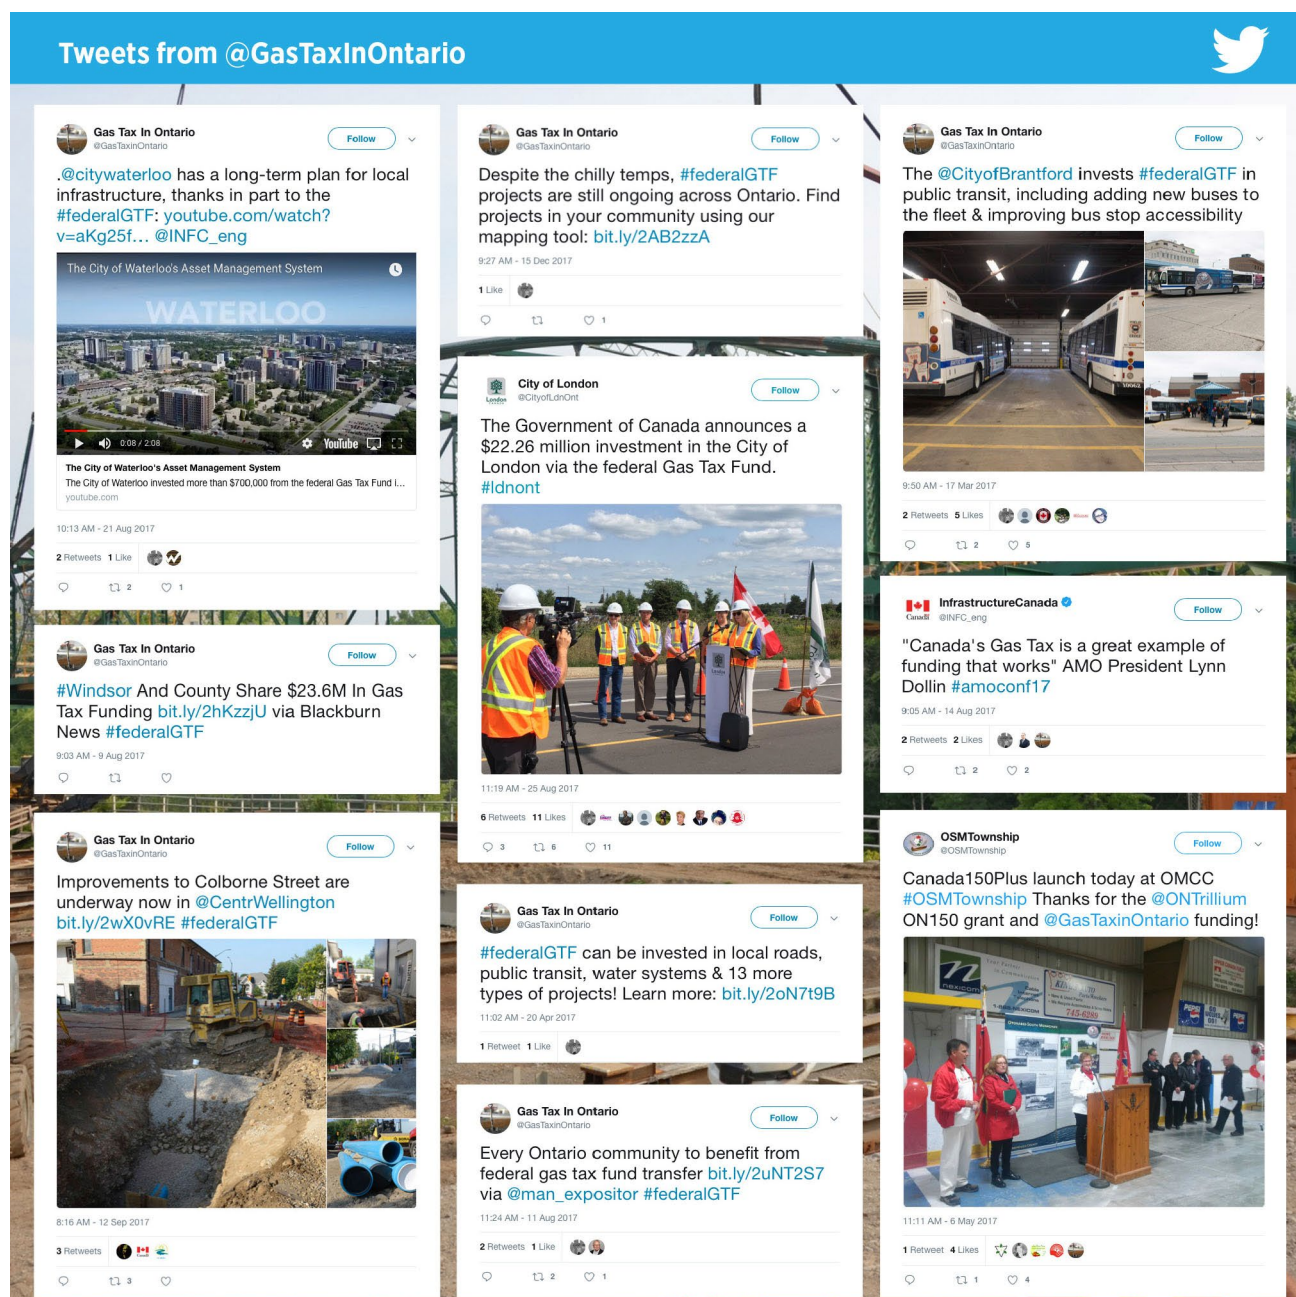 Tweets from @GasTaxInOntario
Gas Tax In Ontario
@GasTaxinOntario
Follow
.@citywaterloo has a long-term plan for local
infrastructure, thanks in part to the
#federalGTF: youtube.com/watch?
v=aKg25f... @INFC_eng
The City of Waterloo's Asset Management System
WATERLOO
0:08 / 2:08
YouTube
The City of Waterloo's Asset Management System
The City of Waterloo invested more than $700,000 from the federal Gas Tax Fund i...
youtube.com
10:13 AM - 21 Aug 2017
2 Retweets 1 Like
2 1
Gas Tax In Ontario
@GasTaxinOntario
Follow
#Windsor And County Share $23.6M In Gas
Tax Funding bit.ly/2hKzzjU via Blackburn
News #federalGTF
9:03 AM - 9 Aug 2017
Gas Tax In Ontario
@GasTaxinOntario
Follow
Improvements to Colborne Street are
underway now in @CentrWellington
bit.ly/2wX0vRE #federalGTF
8:16 AM - 12 Sep 2017
3 Retweets
3
Gas Tax In Ontario
@GasTaxinOntario
Follow
Despite the chilly temps, #federalGTF
projects are still ongoing across Ontario. Find
projects in your community using our
mapping tool: bit.ly/2AB2zzA
9:27 AM - 15 Dec 2017
1 Like
1
London
City of London
@CityofLdnOnt
Follow
The Government of Canada announces a
$22.26 million investment in the City of
London via the federal Gas Tax Fund.
#ldnont
11:19 AM - 25 Aug 2017
6 Retweets 11 Likes
3 6 11
Gas Tax In Ontario
@GasTaxinOntario
Follow
#federalGTF can be invested in local roads,
public transit, water systems & 13 more
types of projects! Learn more: bit.ly/2oN7t9B
11:02 AM - 20 Apr 2017
1 Retweet 1 Like
Gas Tax In Ontario
@GasTaxinOntario
Follow
Every Ontario community to benefit from
federal gas tax fund transfer bit.ly/2uNT2S7
via @man_expositor #federalGTF
11:24 AM - 11 Aug 2017
2 Retweets 1 Like
2 1
Gas Tax In Ontario
@GasTaxinOntario
Follow
The @CityofBrantford invests #federalGTF in
public transit, including adding new buses to
the fleet & improving bus stop accessibility
9:50 AM - 17 Mar 2017
2 Retweets 5 Likes
2 5
Canada
InfrastructureCanada
@INFC_eng
Follow
"Canada's Gas Tax is a great example of
funding that works" AMO President Lynn
Dollin #amoconf17
9:05 AM - 14 Aug 2017
2 Retweets 2 Likes
2 2
OSMTownship
@OSMTownship
Follow
Canada150Plus launch today at OMCC
#OSMTownship Thanks for the @ONTrillium
ON150 grant and @GasTaxinOntario funding!
nexicom
745-6289
PEPSI
PEPSI
11:11 AM - 6 May 2017
1 Retweet 4 Likes
1 4